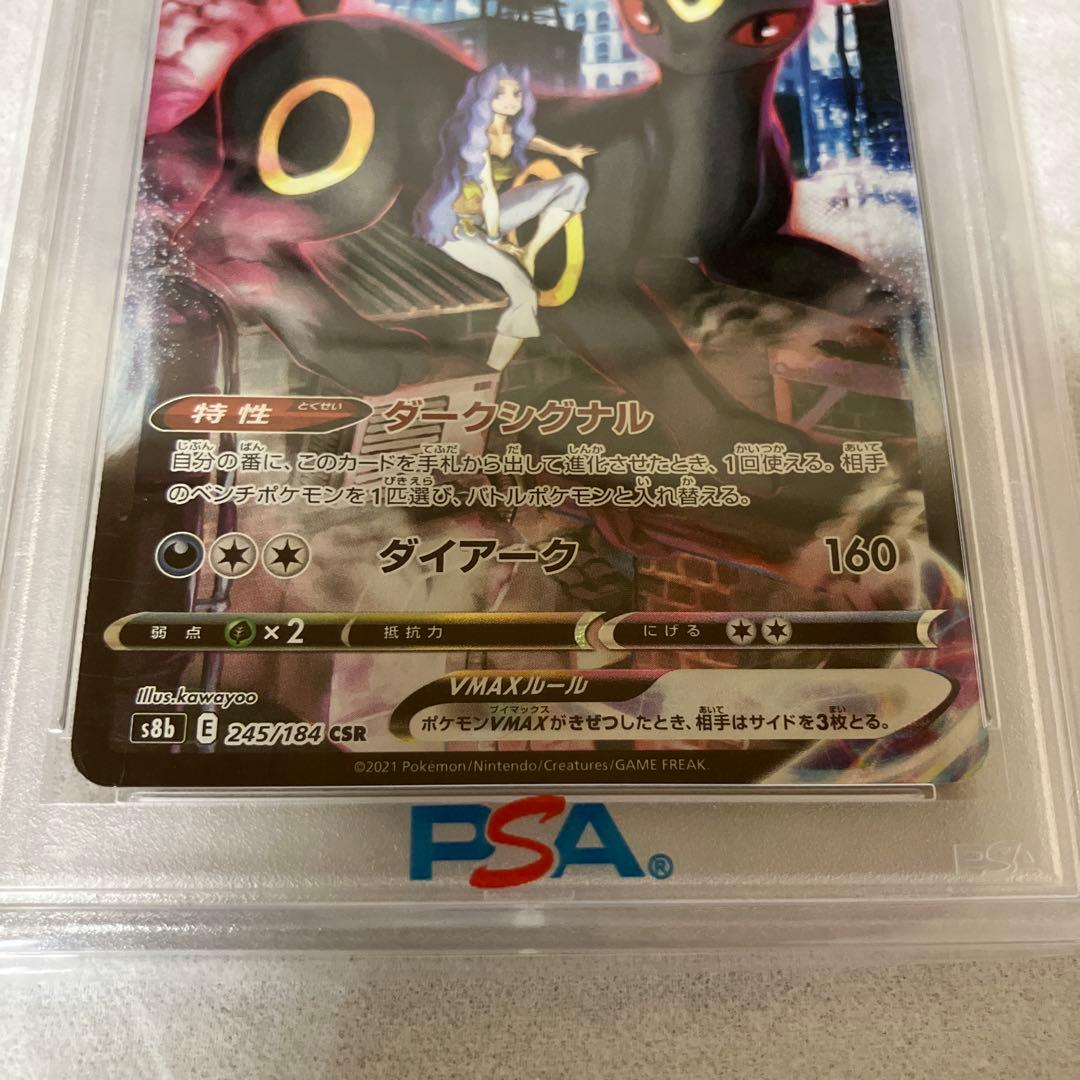 特性 とくせい ダークシグナル
じぶん ばん てふだ だ しんか かいつか あいて
自分の番に、このカードを手札から出して進化させたとき、1回使える。相手
びきえら い か
のベンチポケモンを1匹選び、バトルポケモンと入れ替える。
ダイアーク 160
弱点 ×2 抵抗力 にげる
VMAXルール
Illus.kawayoo
ブイマックス あいて まい
ポケモンVMAXがきぜつしたとき、相手はサイドを3枚とる。
s8b E 245/184 CSR
©2021 Pokémon/Nintendo/Creatures/GAME FREAK.
PSA®
PSA